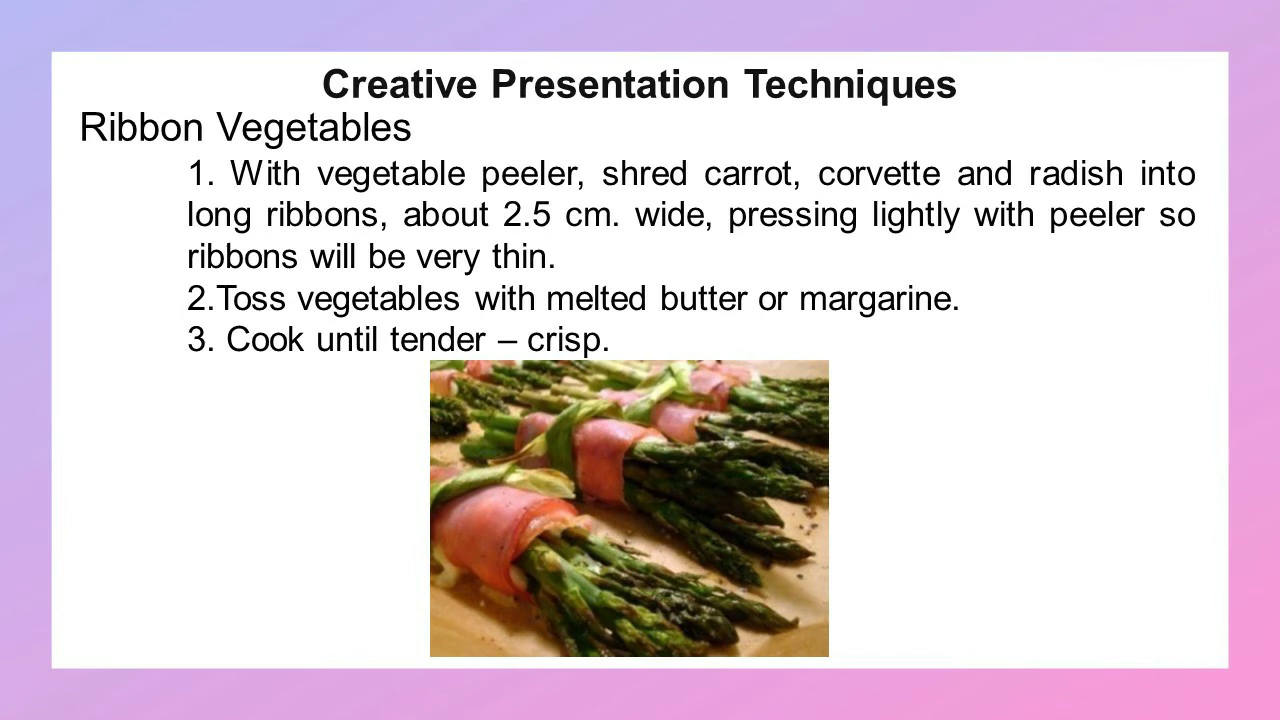 Creative Presentation Techniques
Ribbon Vegetables
1. With vegetable peeler, shred carrot, corvette and radish into
long ribbons, about 2.5 cm. wide, pressing lightly with peeler so
ribbons will be very thin.
2.Toss vegetables with melted butter or margarine.
3. Cook until tender – crisp.